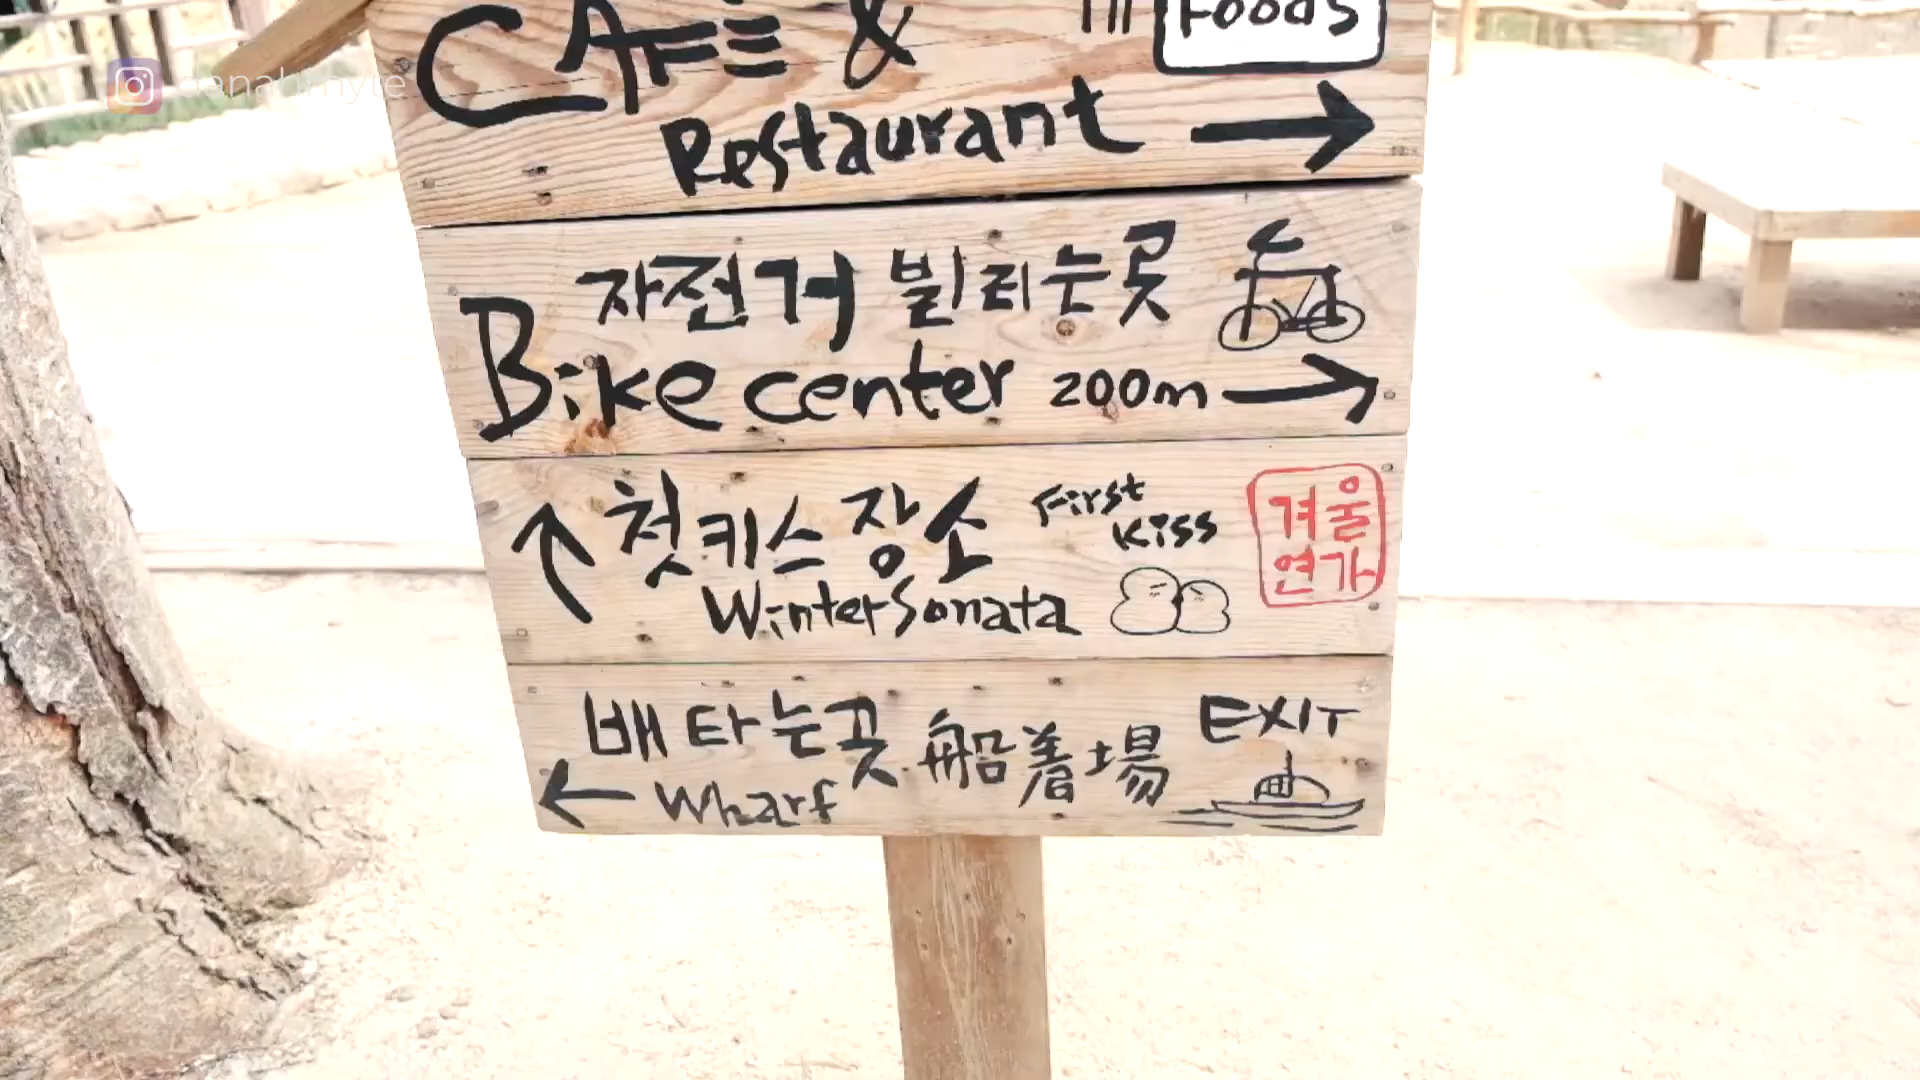 CAFE &
Foods
Restaurant
자전거 빌리는곳
Bike center 200m
첫키스 장소
First
Kiss
겨울
연가
Winter Sonata
배 타는곳 船着場
EXIT
Wharf